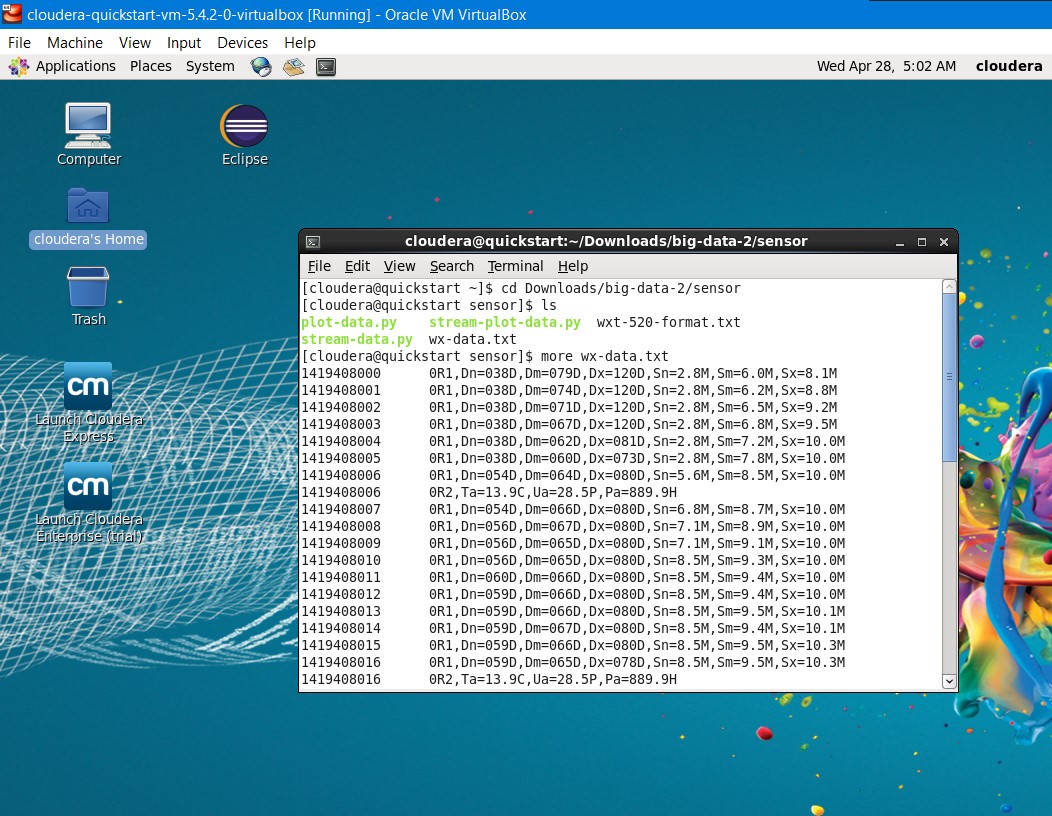 cloudera-quickstart-vm-5.4.2-0-virtualbox [Running] - Oracle VM VirtualBox
File Machine View Input Devices Help
Applications Places System Wed Apr 28, 5:02 AM cloudera
Computer
Eclipse
cloudera's Home
Trash
cm
Launch Cloudera
Express
cm
Launch Cloudera
Enterprise (trial)
cloudera@quickstart:~/Downloads/big-data-2/sensor
File Edit View Search Terminal Help
[cloudera@quickstart ~]$ cd Downloads/big-data-2/sensor
[cloudera@quickstart sensor]$ ls
plot-data.py stream-plot-data.py wxt-520-format.txt
stream-data.py wx-data.txt
[cloudera@quickstart sensor]$ more wx-data.txt
1419408000 0R1,Dn=038D,Dm=079D,Dx=120D,Sn=2.8M,Sm=6.0M,Sx=8.1M
1419408001 0R1,Dn=038D,Dm=074D,Dx=120D,Sn=2.8M,Sm=6.2M,Sx=8.8M
1419408002 0R1,Dn=038D,Dm=071D,Dx=120D,Sn=2.8M,Sm=6.5M,Sx=9.2M
1419408003 0R1,Dn=038D,Dm=067D,Dx=120D,Sn=2.8M,Sm=6.8M,Sx=9.5M
1419408004 0R1,Dn=038D,Dm=062D,Dx=081D,Sn=2.8M,Sm=7.2M,Sx=10.0M
1419408005 0R1,Dn=038D,Dm=060D,Dx=073D,Sn=2.8M,Sm=7.8M,Sx=10.0M
1419408006 0R1,Dn=054D,Dm=064D,Dx=080D,Sn=5.6M,Sm=8.5M,Sx=10.0M
1419408006 0R2,Ta=13.9C,Ua=28.5P,Pa=889.9H
1419408007 0R1,Dn=054D,Dm=066D,Dx=080D,Sn=6.8M,Sm=8.7M,Sx=10.0M
1419408008 0R1,Dn=056D,Dm=067D,Dx=080D,Sn=7.1M,Sm=8.9M,Sx=10.0M
1419408009 0R1,Dn=056D,Dm=065D,Dx=080D,Sn=7.1M,Sm=9.1M,Sx=10.0M
1419408010 0R1,Dn=056D,Dm=065D,Dx=080D,Sn=8.5M,Sm=9.3M,Sx=10.0M
1419408011 0R1,Dn=060D,Dm=066D,Dx=080D,Sn=8.5M,Sm=9.4M,Sx=10.0M
1419408012 0R1,Dn=059D,Dm=066D,Dx=080D,Sn=8.5M,Sm=9.4M,Sx=10.0M
1419408013 0R1,Dn=059D,Dm=066D,Dx=080D,Sn=8.5M,Sm=9.5M,Sx=10.1M
1419408014 0R1,Dn=059D,Dm=067D,Dx=080D,Sn=8.5M,Sm=9.4M,Sx=10.1M
1419408015 0R1,Dn=059D,Dm=066D,Dx=080D,Sn=8.5M,Sm=9.5M,Sx=10.3M
1419408016 0R1,Dn=059D,Dm=065D,Dx=078D,Sn=8.5M,Sm=9.5M,Sx=10.3M
1419408016 0R2,Ta=13.9C,Ua=28.5P,Pa=889.9H